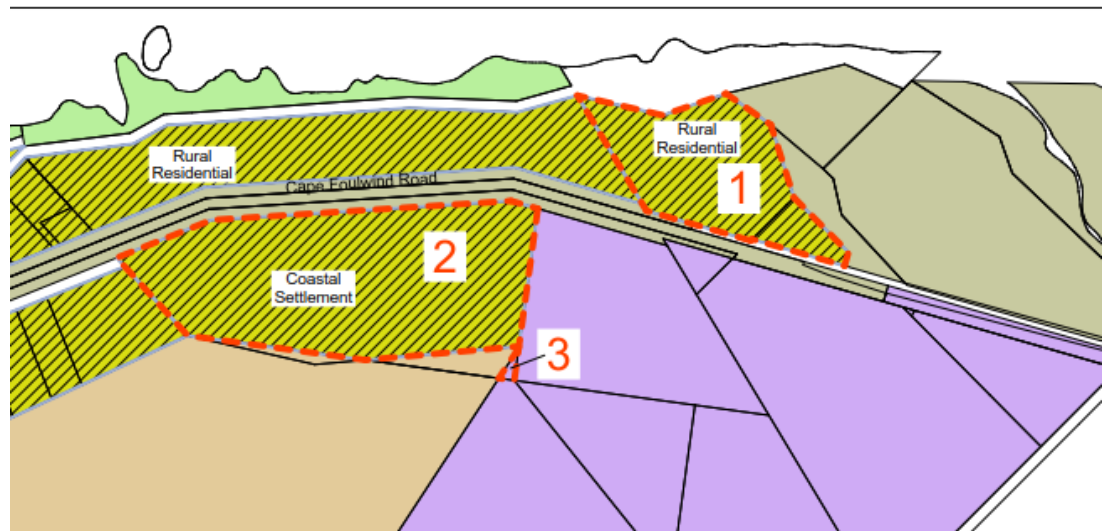 Rural
Residential
1
Rural
Residential
Cape Foulwind Road
2
Coastal
Settlement
3